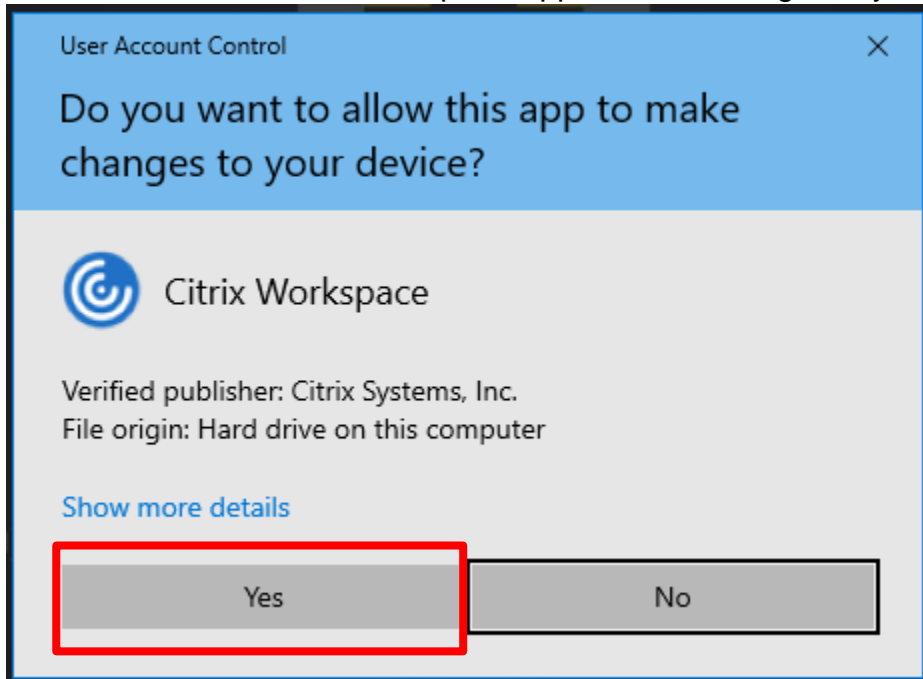 User Account Control
Do you want to allow this app to make
changes to your device?
Citrix Workspace
Verified publisher: Citrix Systems, Inc.
File origin: Hard drive on this computer
Show more details
Yes No